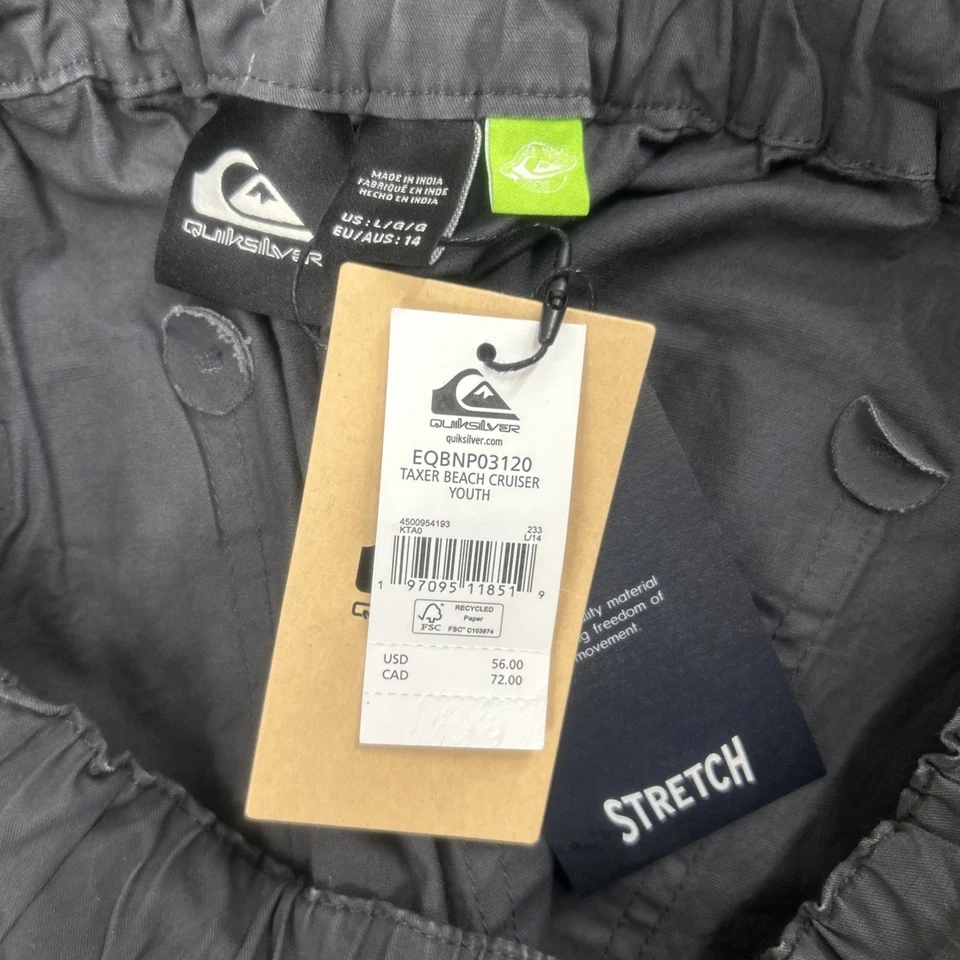 QUIKSILVER
MADE IN INDIA
FABRIQUÉ EN INDE
HECHO EN INDIA
US : L/G/G
EU/AUS : 14
QUIKSILVER
quiksilver.com
EQBNP03120
TAXER BEACH CRUISER
YOUTH
4500954193 233
KTA0 L/14
1 97095 11851 9
FSC
RECYCLED
Paper
FSC® C103974
USD 56.00
CAD 72.00
lity material
g freedom of
movement.
STRETCH